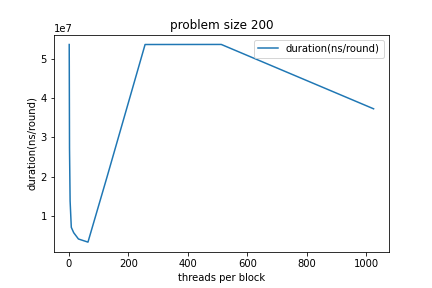 problem size 200
1e7
duration(ns/round)
5
4
3
2
1
duration(ns/round)
0
200
400
600
800
1000
threads per block